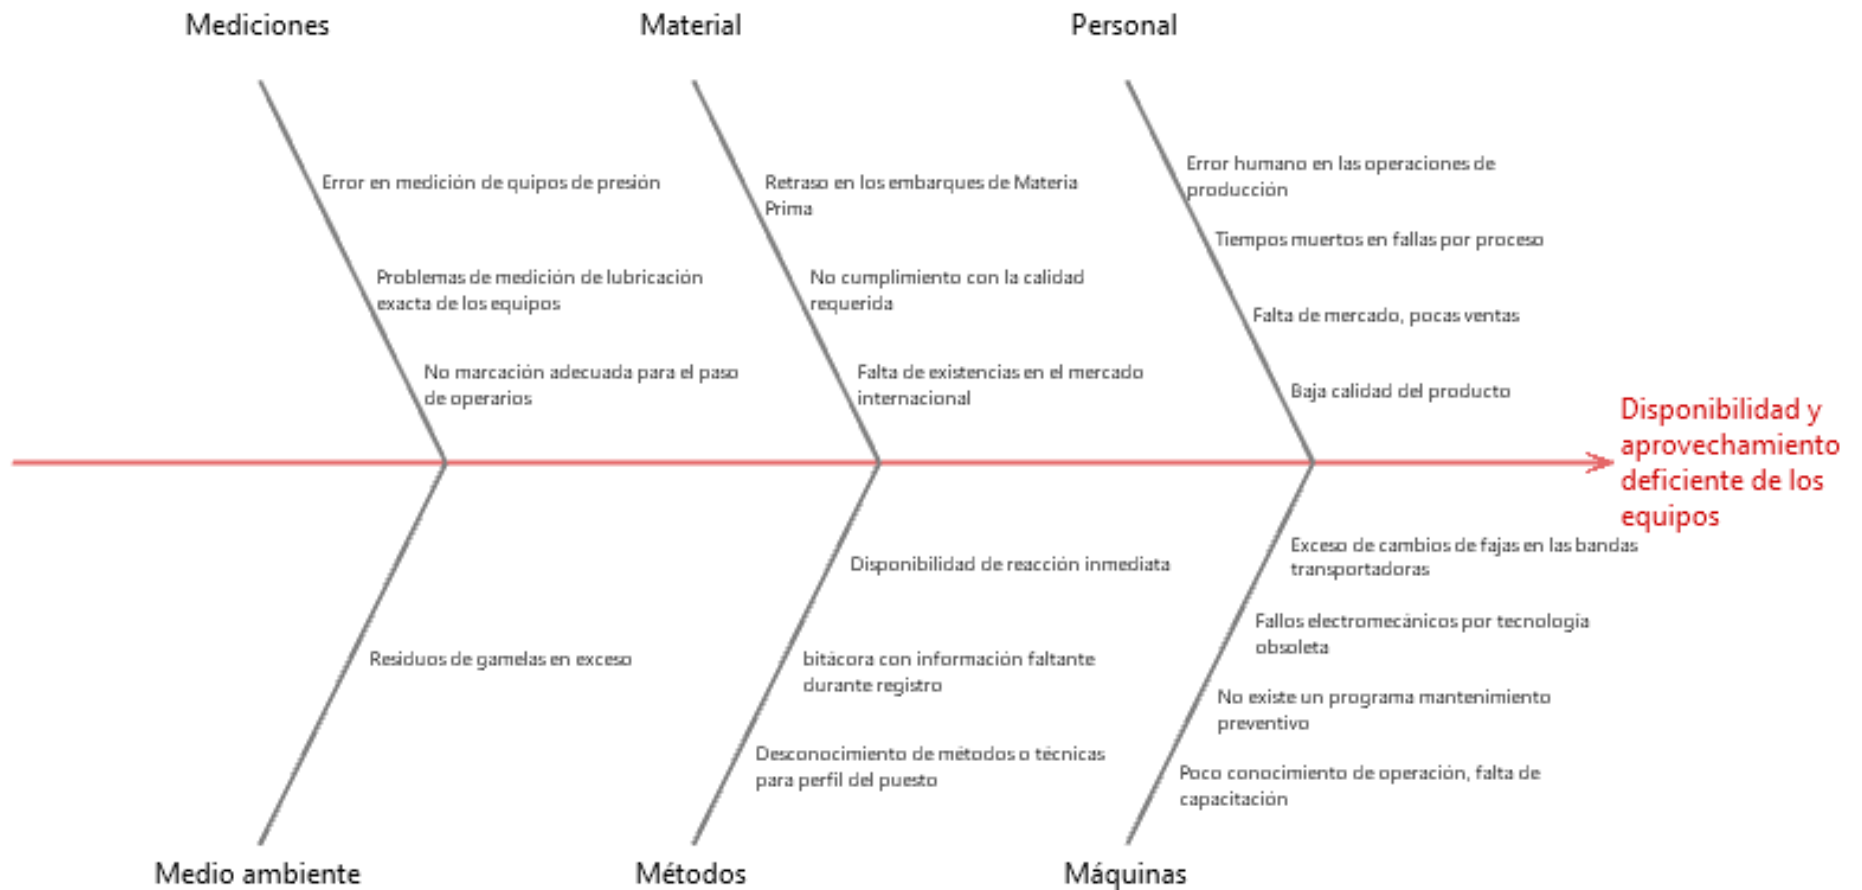 Mediciones
Material
Personal
Error en medición de quipos de presión
Problemas de medición de lubricación
exacta de los equipos
No marcación adecuada para el paso
de operarios
Retraso en los embarques de Materia
Prima
No cumplimiento con la calidad
requerida
Falta de existencias en el mercado
internacional
Error humano en las operaciones de
producción
Tiempos muertos en fallas por proceso
Falta de mercado, pocas ventas
Baja calidad del producto
Disponibilidad y
aprovechamiento
deficiente de los
equipos
Residuos de gamelas en exceso
Disponibilidad de reacción inmediata
bitácora con información faltante
durante registro
Desconocimiento de métodos o técnicas
para perfil del puesto
Exceso de cambios de fajas en las bandas
transportadoras
Fallos electromecánicos por tecnología
obsoleta
No existe un programa mantenimiento
preventivo
Poco conocimiento de operación, falta de
capacitación
Medio ambiente
Métodos
Máquinas